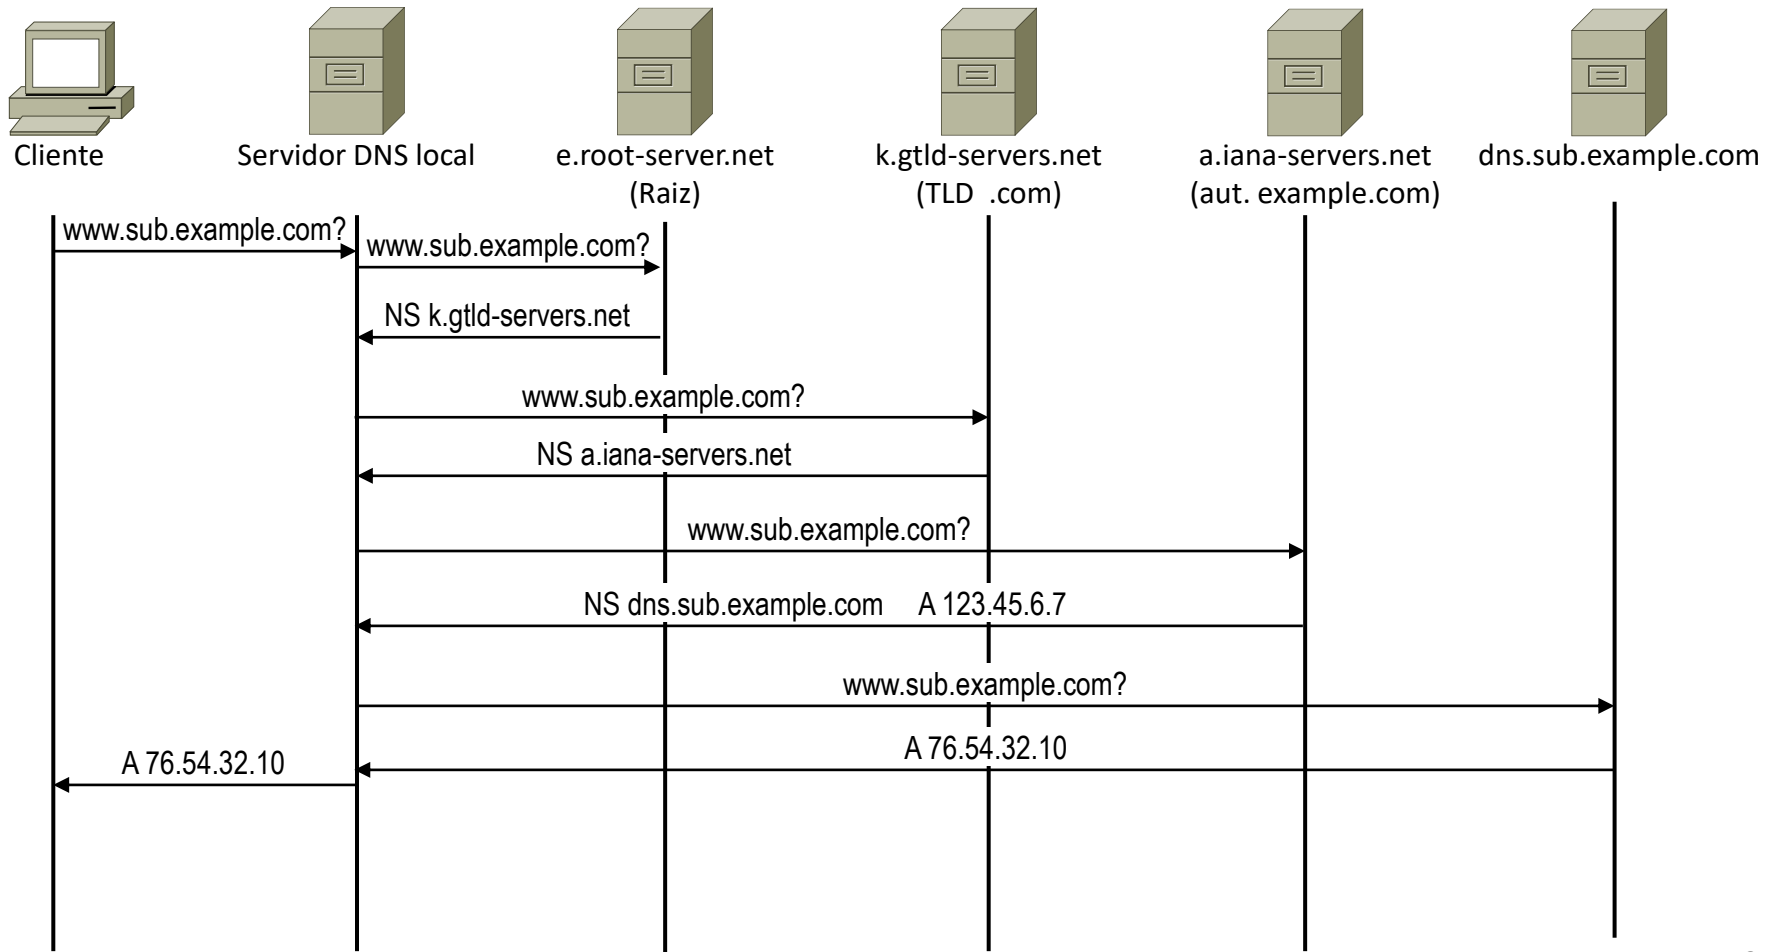 Cliente
Servidor DNS local
e.root-server.net
(Raiz)
k.gtld-servers.net
(TLD .com)
a.iana-servers.net
(aut. example.com)
dns.sub.example.com
www.sub.example.com?
www.sub.example.com?
NS k.gtld-servers.net
www.sub.example.com?
NS a.iana-servers.net
www.sub.example.com?
NS dns.sub.example.com A 123.45.6.7
www.sub.example.com?
A 76.54.32.10
A 76.54.32.10